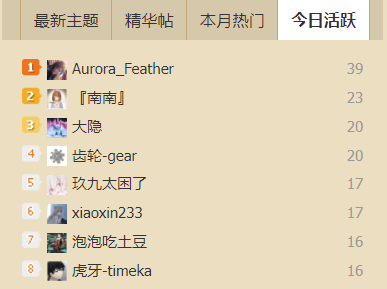 最新主题 精华帖 本月热门 今日活跃
1 Aurora_Feather 39
2 『南南』 23
3 大隐 20
4 齿轮-gear 20
5 玖九太困了 17
6 xiaoxin233 17
7 泡泡吃土豆 16
8 虎牙-timeka 16